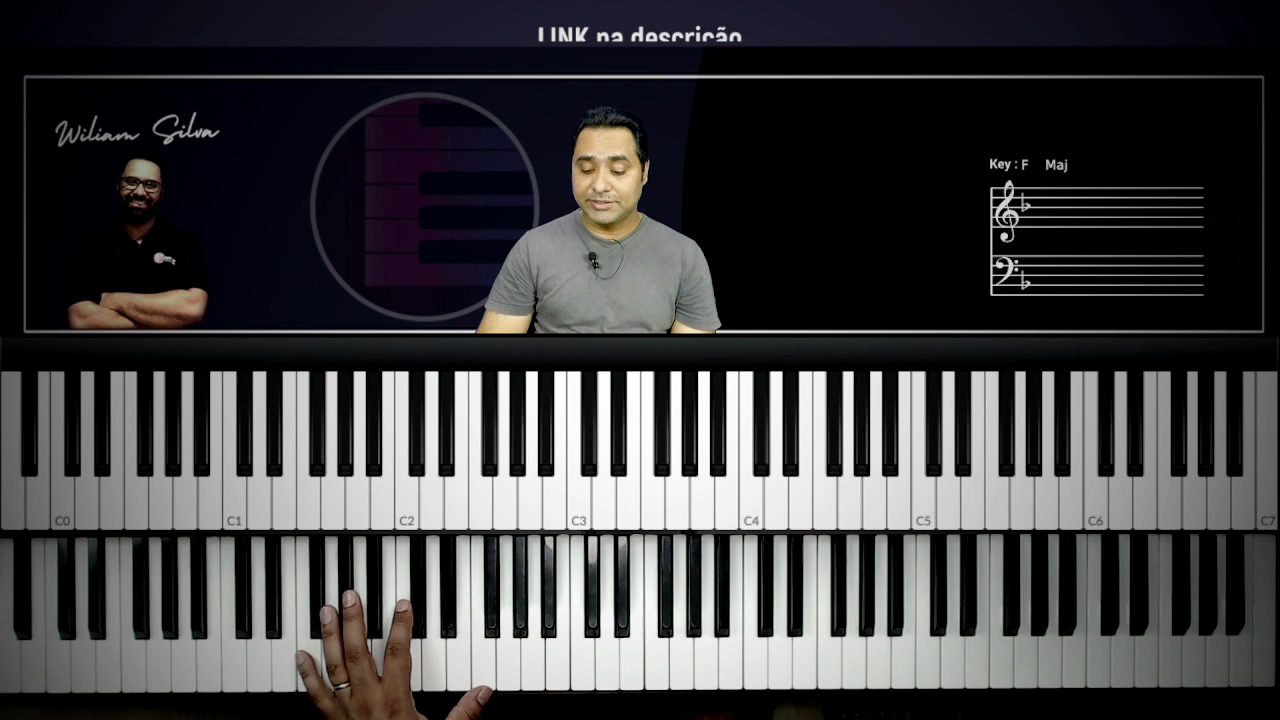 LINK na descrição
Wiliam Silva
Key : F Maj
C0 C1 C2 C3 C4 C5 C6 C7